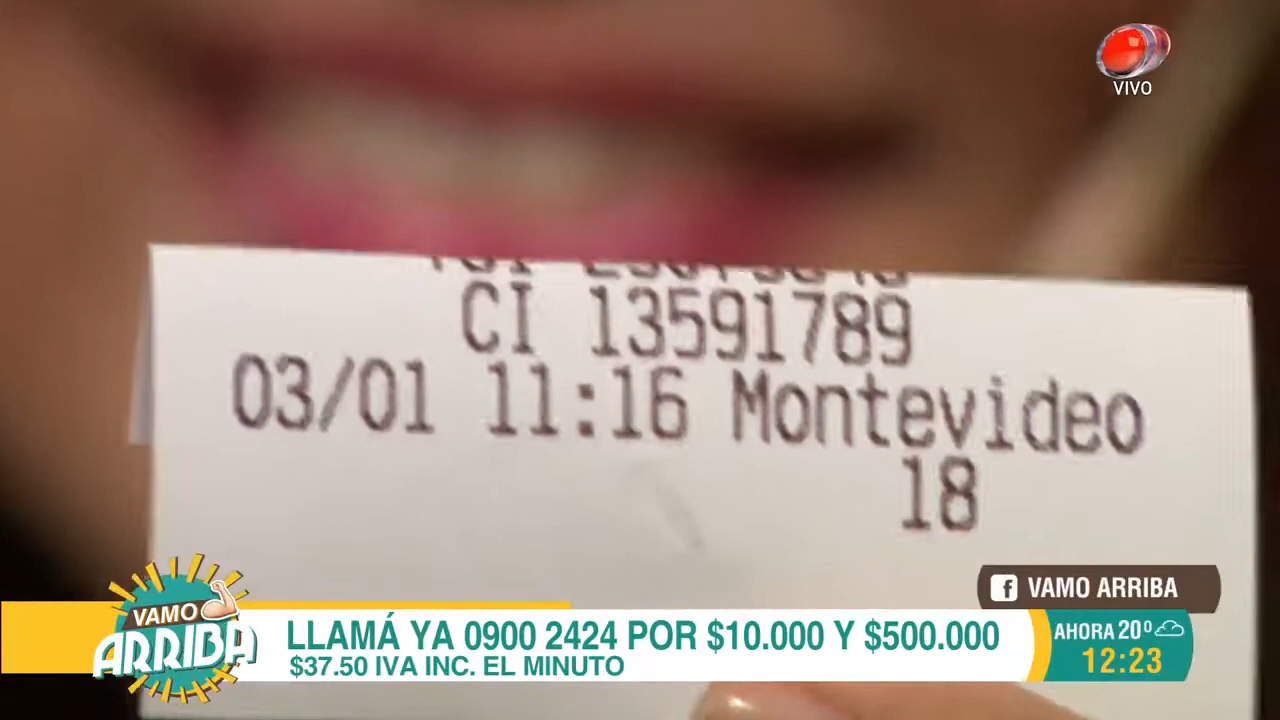 VIVO
CI 13591789
03/01 11:16 Montevideo
18
VAMO ARRIBA
VAMO
ARRIBA
LLAMÁ YA 0900 2424 POR $10.000 Y $500.000
$37.50 IVA INC. EL MINUTO
AHORA 20º
12:23